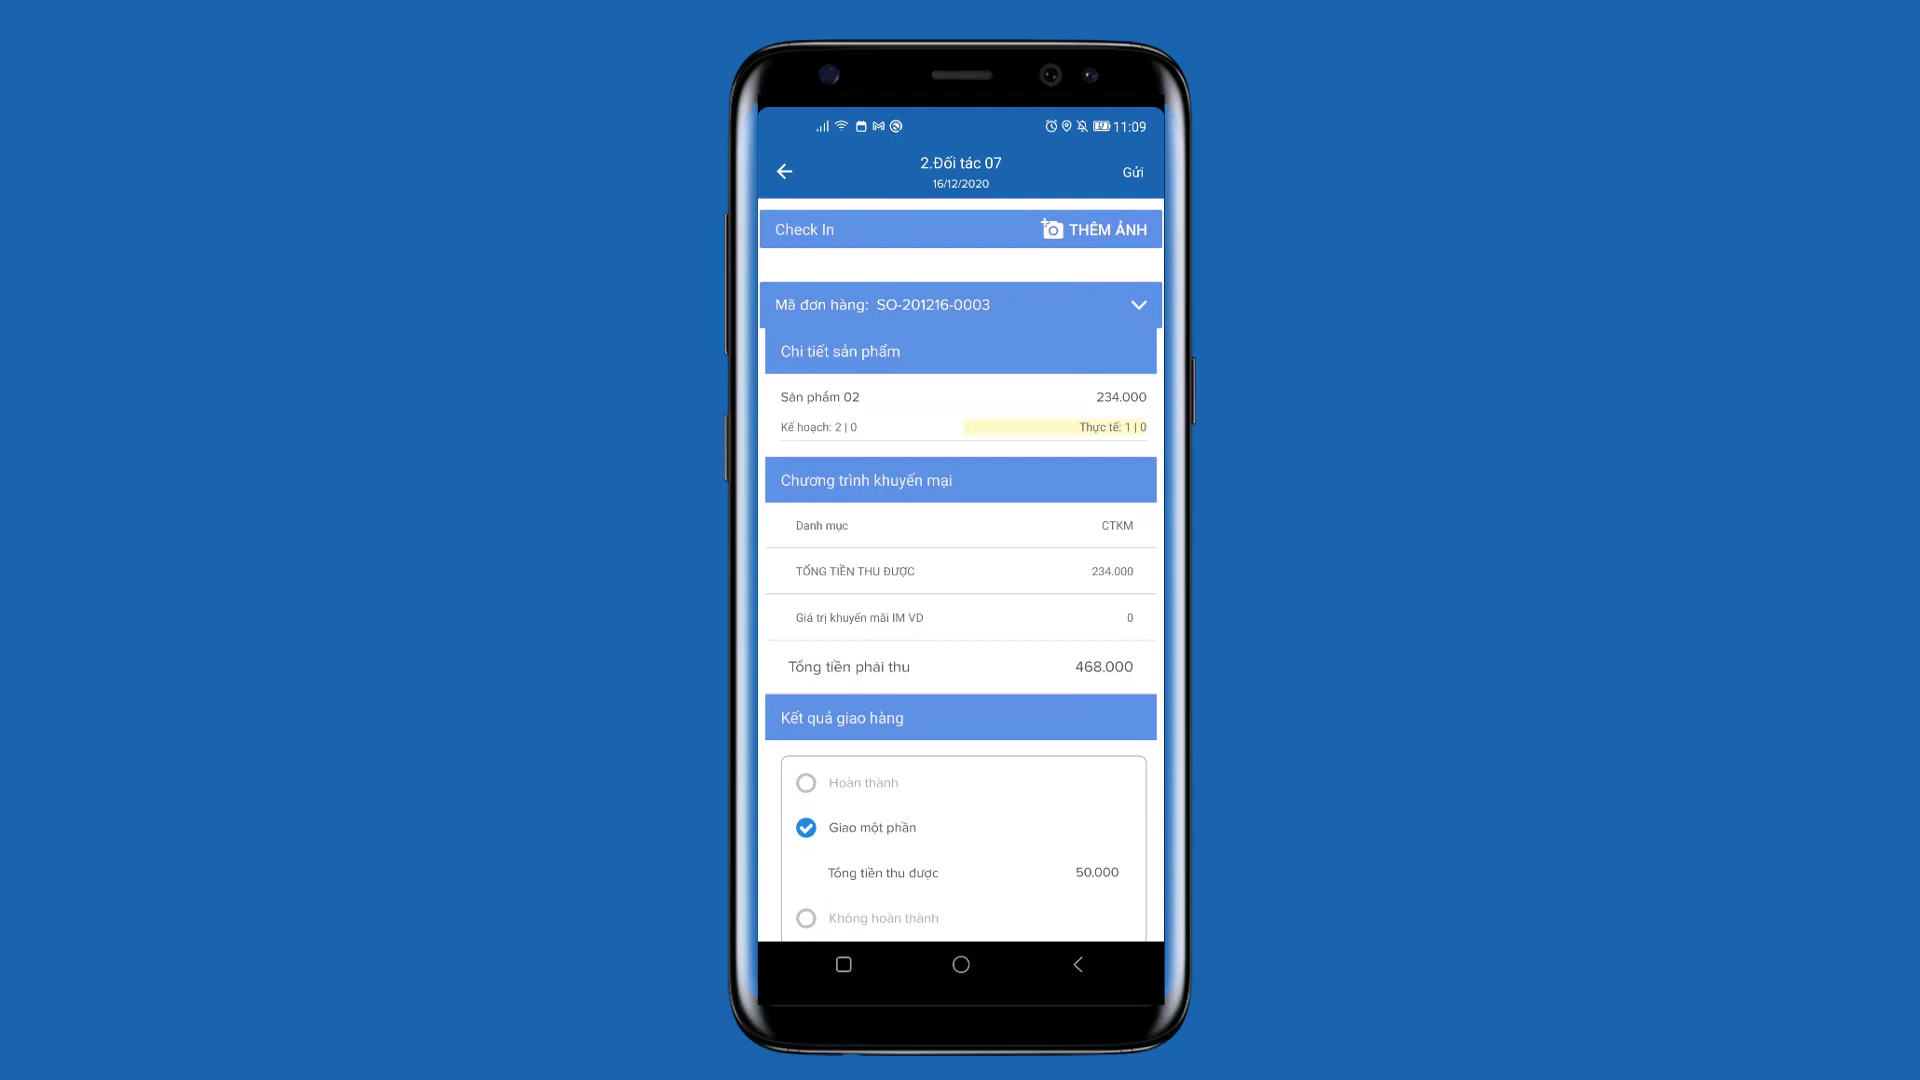 11:09
2.Đối tác 07
16/12/2020
Gửi
Check In
THÊM ẢNH
Mã đơn hàng: SO-201216-0003
Chi tiết sản phẩm
Sản phẩm 02 234.000
Kế hoạch: 2 | 0 Thực tế: 1 | 0
Chương trình khuyến mại
Danh mục CTKM
TỔNG TIỀN THU ĐƯỢC 234.000
Giá trị khuyến mãi IM VD 0
Tổng tiền phải thu 468.000
Kết quả giao hàng
Hoàn thành
Giao một phần
Tổng tiền thu được 50.000
Không hoàn thành